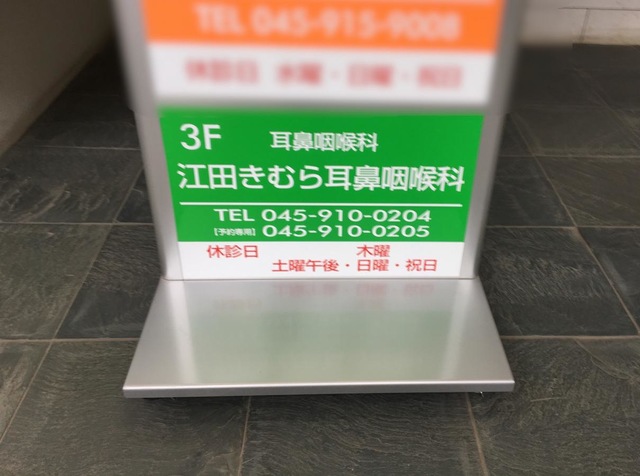 TEL 045-915-9008
休診日 水曜・日曜・祝日
3F 耳鼻咽喉科
江田きむら耳鼻咽喉科
TEL 045-910-0204
[予約専用] 045-910-0205
休診日 木曜
土曜午後・日曜・祝日